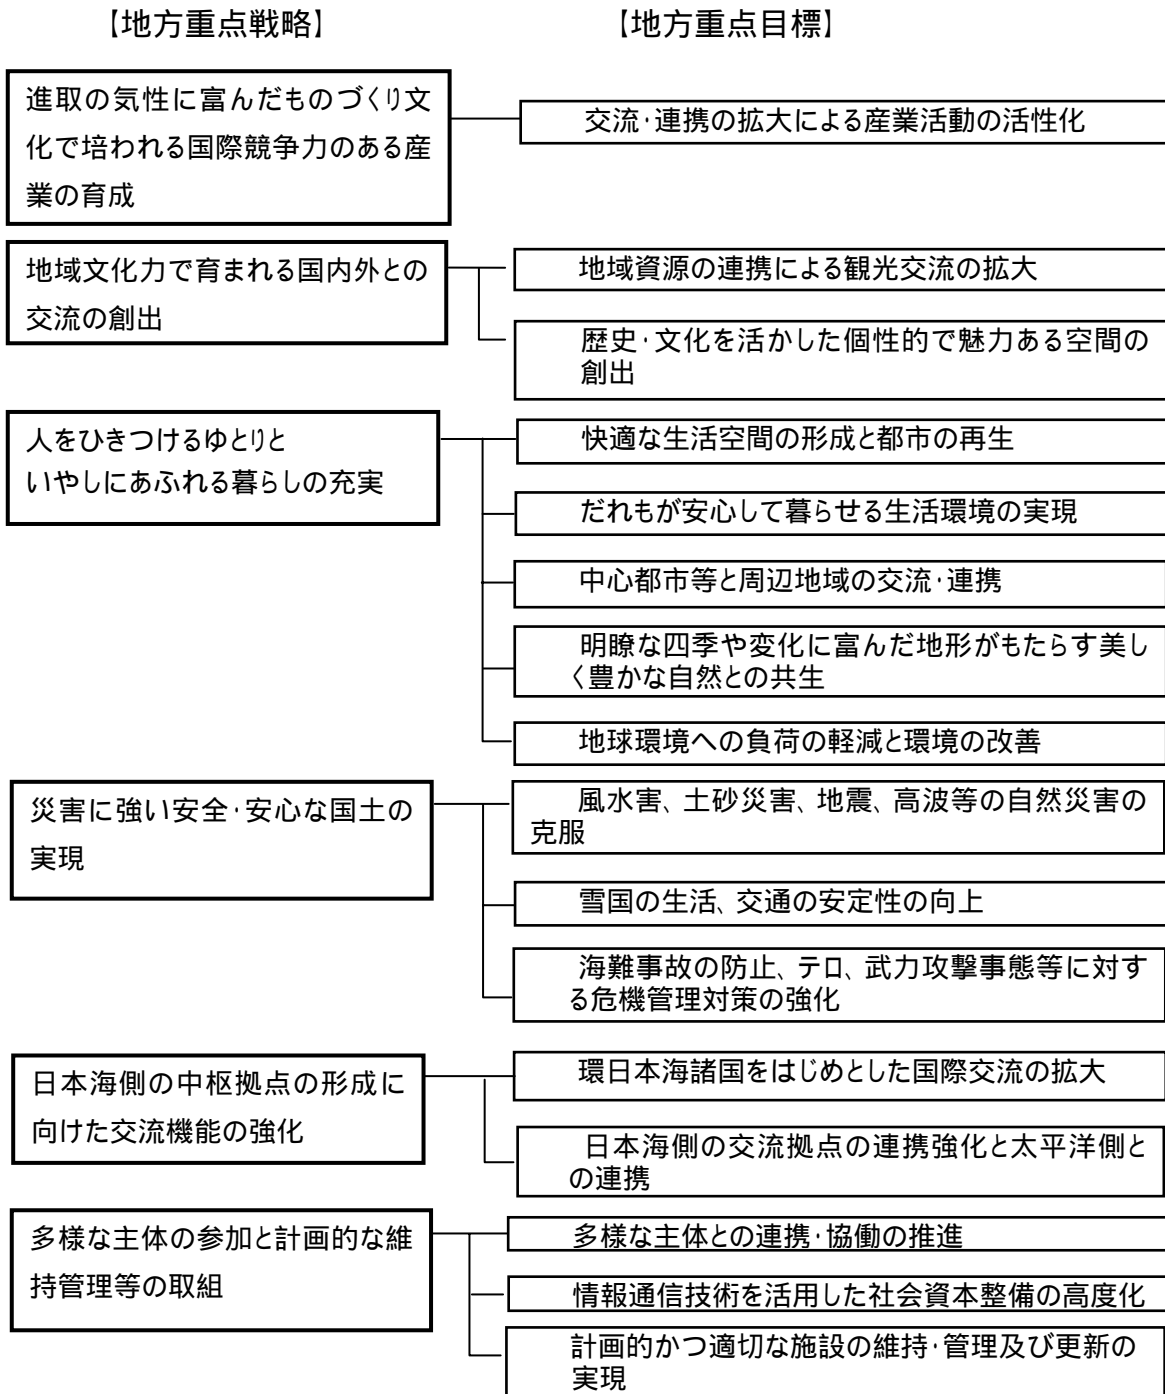 【地方重点戦略】
【地方重点目標】
進取の気性に富んだものづくり文
化で培われる国際競争力のある産
業の育成
交流・連携の拡大による産業活動の活性化
地域文化力で育まれる国内外との
交流の創出
地域資源の連携による観光交流の拡大
歴史・文化を活かした個性的で魅力ある空間の
創出
人をひきつけるゆとりと
いやしにあふれる暮らしの充実
快適な生活空間の形成と都市の再生
だれもが安心して暮らせる生活環境の実現
中心都市等と周辺地域の交流・連携
明瞭な四季や変化に富んだ地形がもたらす美し
く豊かな自然との共生
地球環境への負荷の軽減と環境の改善
災害に強い安全・安心な国土の
実現
風水害、土砂災害、地震、高波等の自然災害の
克服
雪国の生活、交通の安定性の向上
海難事故の防止、テロ、武力攻撃事態等に対す
る危機管理対策の強化
日本海側の中枢拠点の形成に
向けた交流機能の強化
環日本海諸国をはじめとした国際交流の拡大
日本海側の交流拠点の連携強化と太平洋側と
の連携
多様な主体の参加と計画的な維
持管理等の取組
多様な主体との連携・協働の推進
情報通信技術を活用した社会資本整備の高度化
計画的かつ適切な施設の維持・管理及び更新の
実現